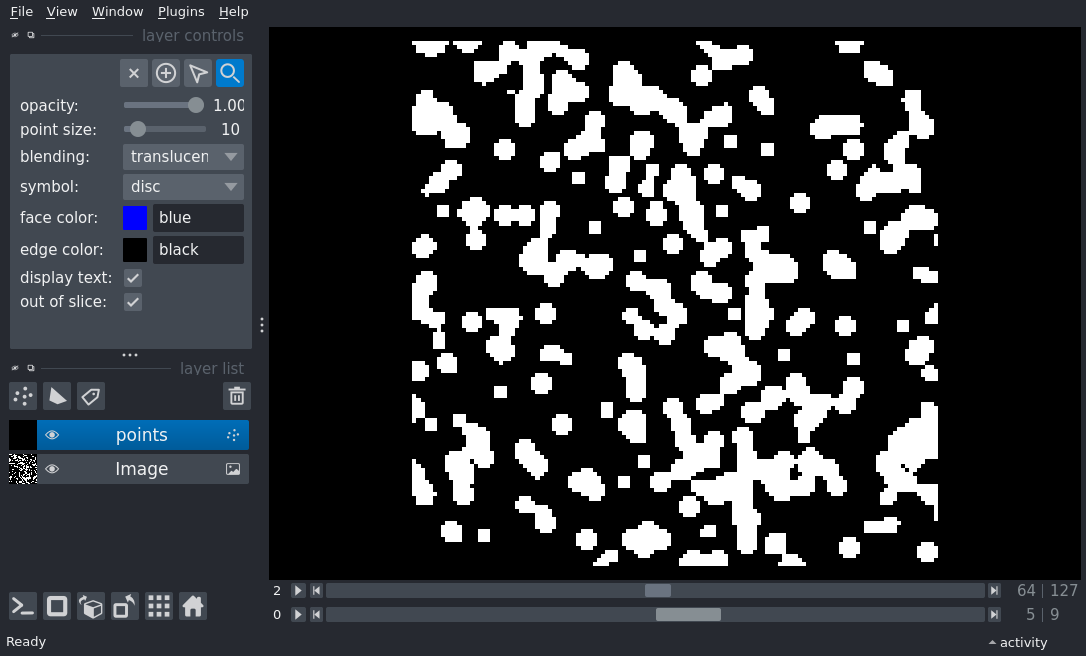 File View Window Plugins Help
layer controls
opacity: 1.00
point size: 10
blending: translucen
symbol: disc
face color: blue
edge color: black
display text:
out of slice:
layer list
points
Image
2 64 | 127
0 5 | 9
Ready activity